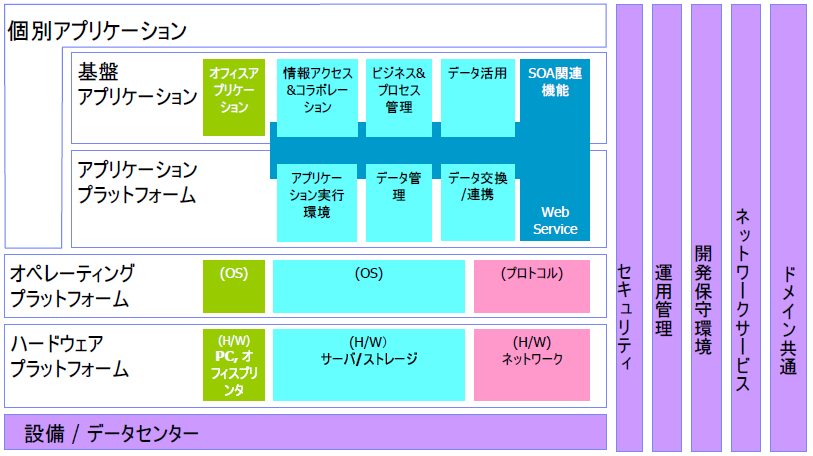 個別アプリケーション
基盤
アプリケーション
オフィスア
プリケー
ション
情報アクセス
&コラボレー
ション
ビジネス&
プロセス
管理
データ活用
SOA関連
機能
アプリケーション
プラットフォーム
アプリケー
ション実行
環境
データ管
理
データ交換
/連携
Web
Service
オペレーティング
プラットフォーム
(OS)
(OS)
(プロトコル)
ハードウェア
プラットフォーム
(H/W)
PC, オ
フィスプリ
ンタ
(H/W)
サーバ/ストレージ
(H/W)
ネットワーク
設備 / データセンター
セキュリティ
運用管理
開発保守環境
ネットワークサービス
ドメイン共通